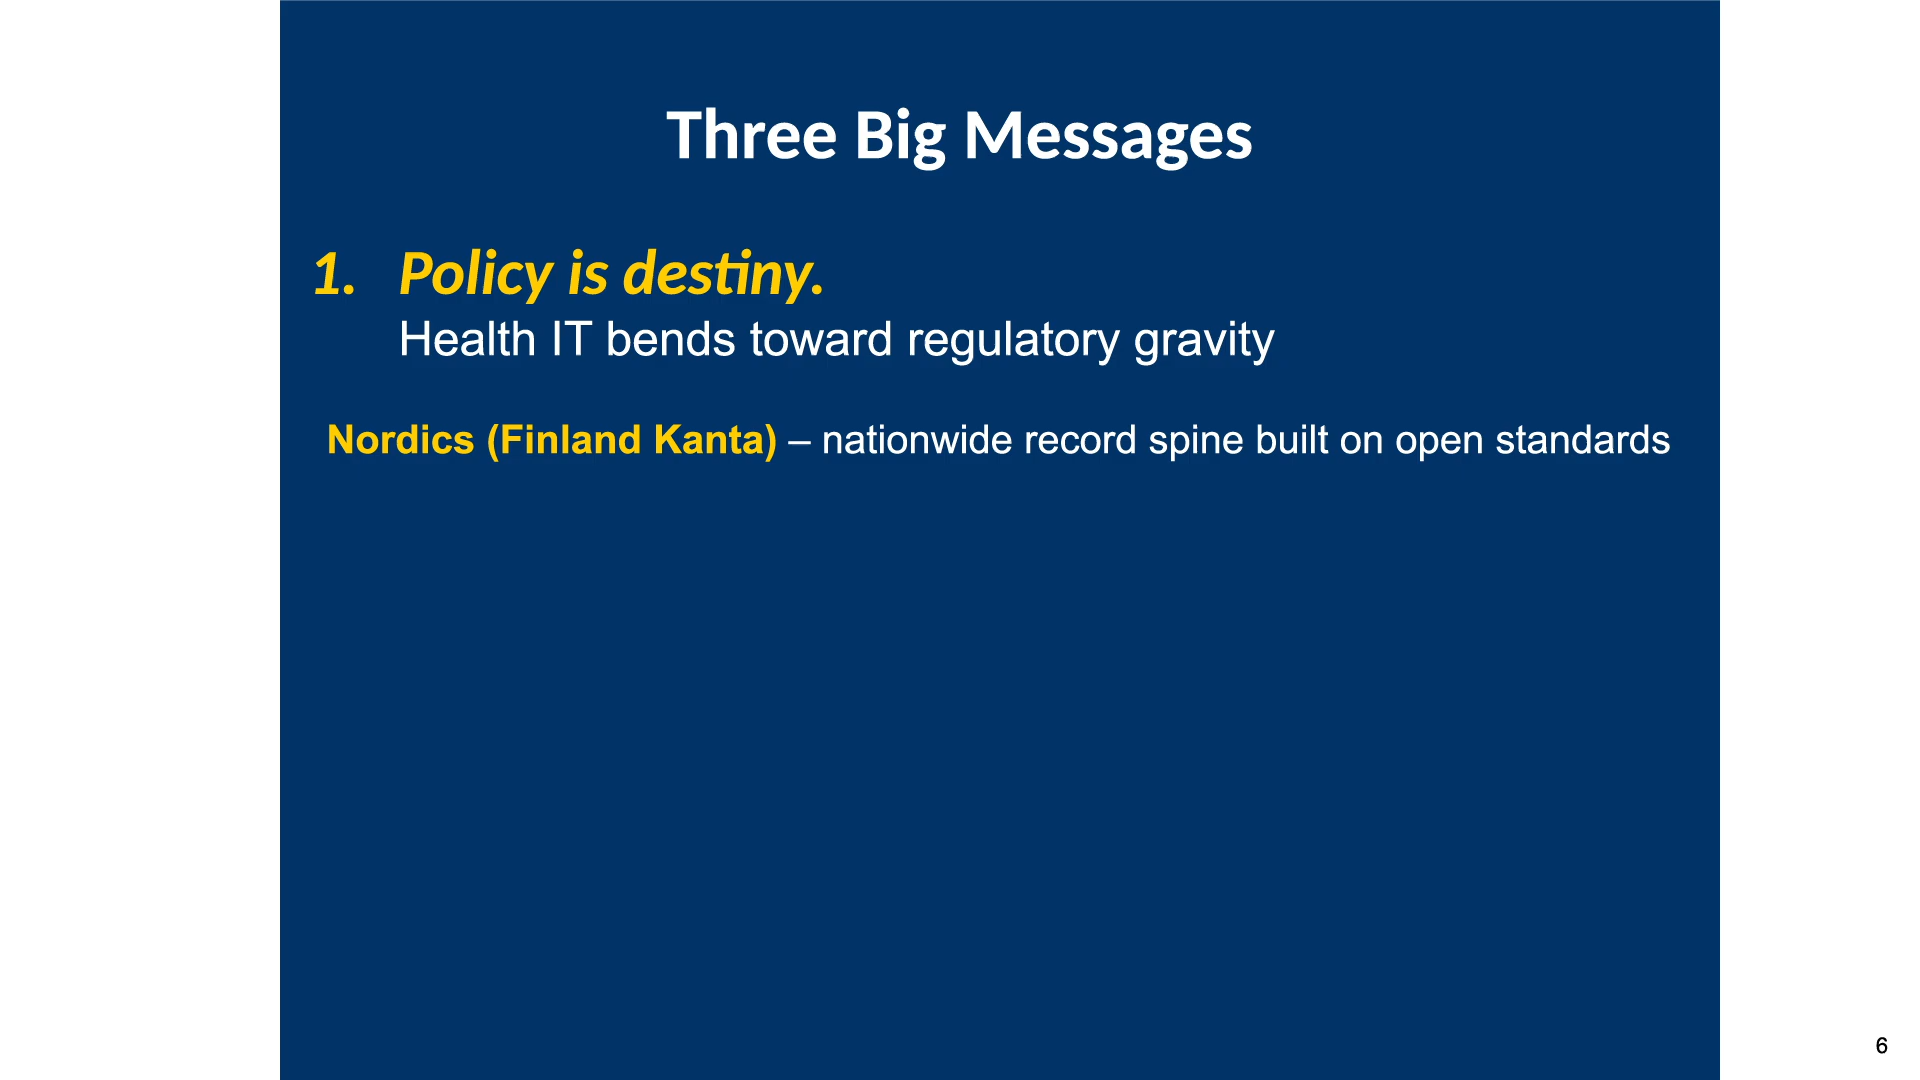 Three Big Messages
1. Policy is destiny.
Health IT bends toward regulatory gravity
Nordics (Finland Kanta) – nationwide record spine built on open standards
6